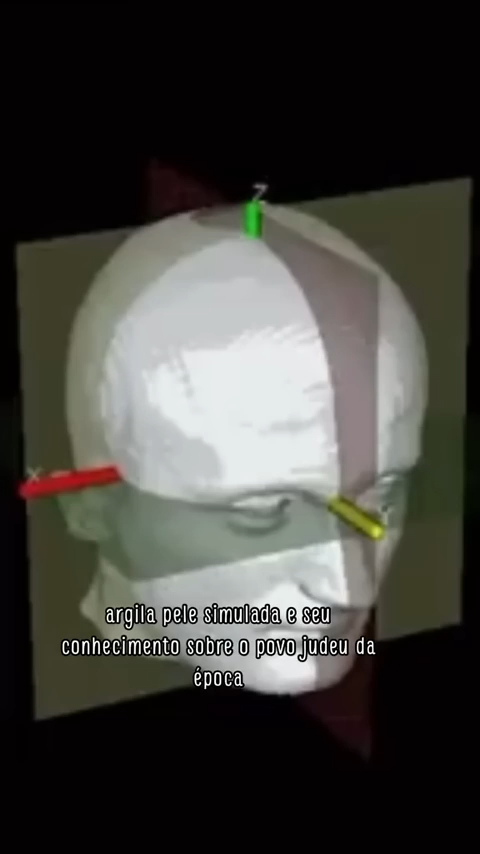 Z
X
argila pele simulada e seu
conhecimento sobre o povo judeu da
época